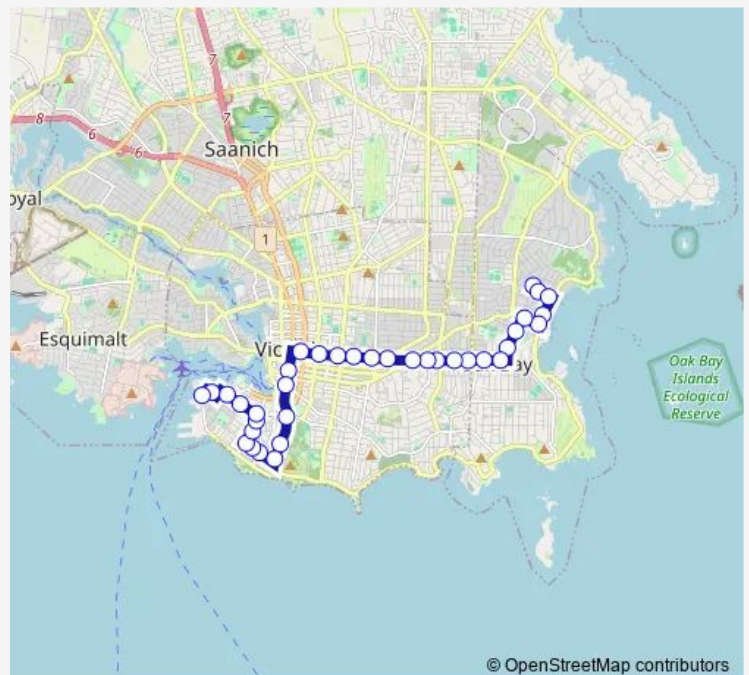 7
7
8
6
6
Saanich
oyal
1
Esquimalt
Vic
ay
Oak Bay
Islands
Ecological
Reserve
© OpenStreetMap contributors